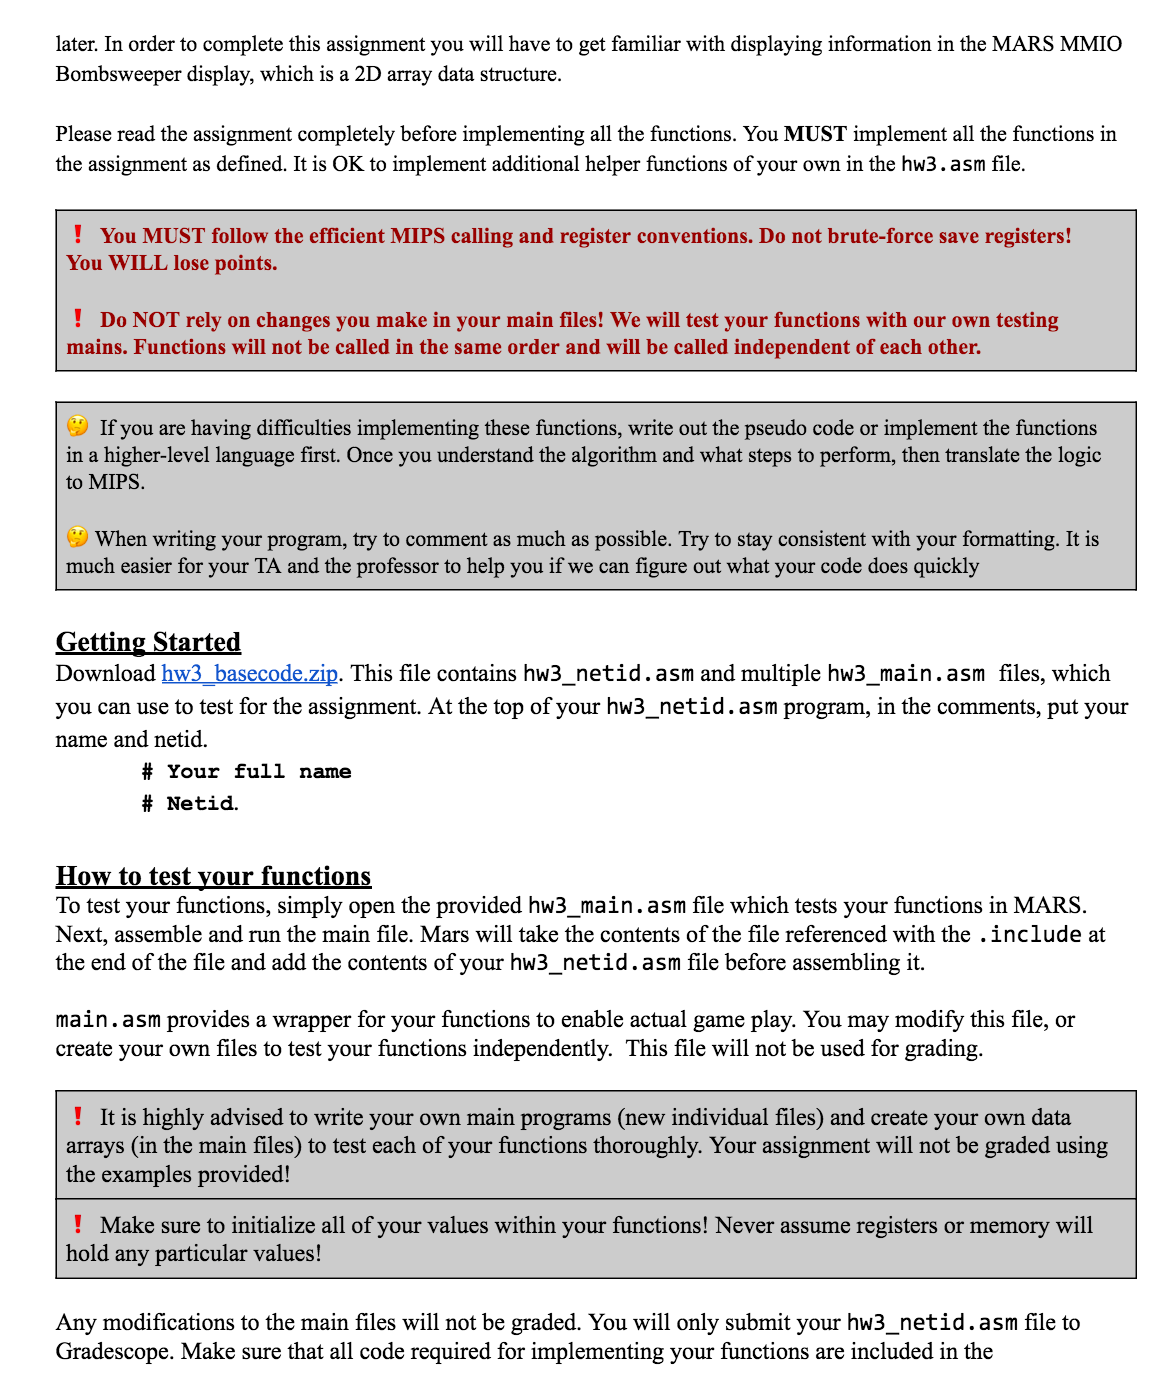 later. In order to complete this assignment you will have to get familiar with displaying information in the MARS MMIO
Bombsweeper display, which is a 2D array data structure.
Please read the assignment completely before implementing all the functions. You MUST implement all the functions in
the assignment as defined. It is OK to implement additional helper functions of your own in the hw3.asm file.
❗ You MUST follow the efficient MIPS calling and register conventions. Do not brute-force save registers!
You WILL lose points.
❗ Do NOT rely on changes you make in your main files! We will test your functions with our own testing
mains. Functions will not be called in the same order and will be called independent of each other.
🤔 If you are having difficulties implementing these functions, write out the pseudo code or implement the functions
in a higher-level language first. Once you understand the algorithm and what steps to perform, then translate the logic
to MIPS.
🤔 When writing your program, try to comment as much as possible. Try to stay consistent with your formatting. It is
much easier for your TA and the professor to help you if we can figure out what your code does quickly
Getting Started
Download hw3_basecode.zip. This file contains hw3_netid.asm and multiple hw3_main.asm files, which
you can use to test for the assignment. At the top of your hw3_netid.asm program, in the comments, put your
name and netid.
# Your full name
# Netid.
How to test your functions
To test your functions, simply open the provided hw3_main.asm file which tests your functions in MARS.
Next, assemble and run the main file. Mars will take the contents of the file referenced with the .include at
the end of the file and add the contents of your hw3_netid.asm file before assembling it.
main.asm provides a wrapper for your functions to enable actual game play. You may modify this file, or
create your own files to test your functions independently. This file will not be used for grading.
❗ It is highly advised to write your own main programs (new individual files) and create your own data
arrays (in the main files) to test each of your functions thoroughly. Your assignment will not be graded using
the examples provided!
❗ Make sure to initialize all of your values within your functions! Never assume registers or memory will
hold any particular values!
Any modifications to the main files will not be graded. You will only submit your hw3_netid.asm file to
Gradescope. Make sure that all code required for implementing your functions are included in the